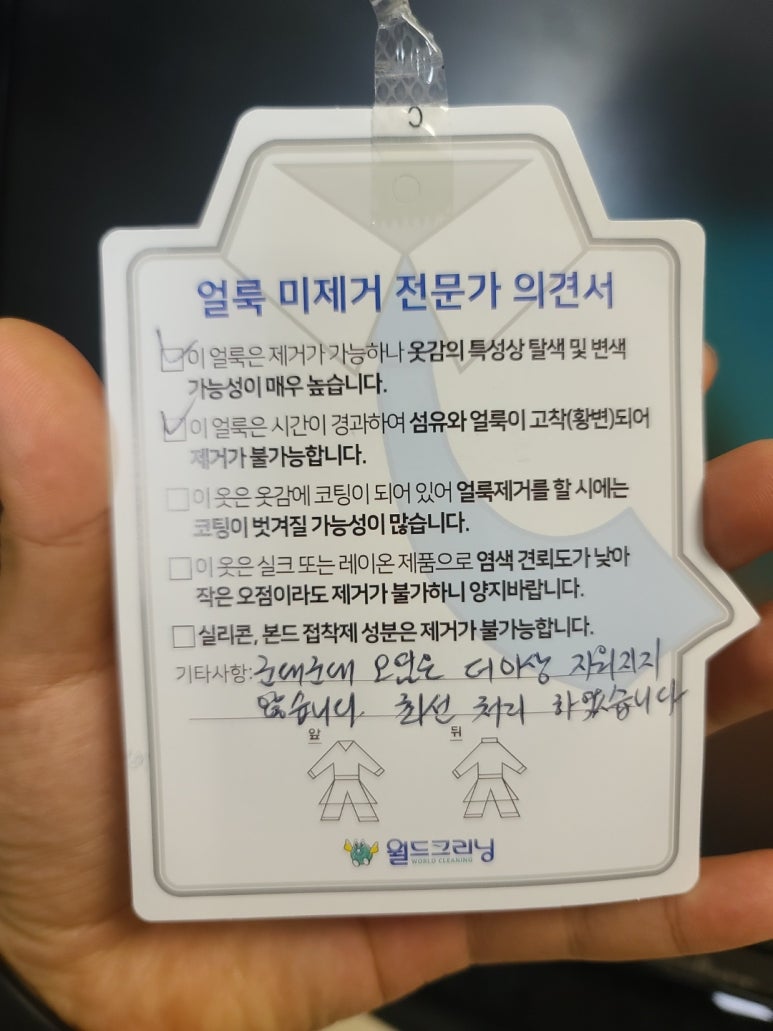 C
얼룩 미제거 전문가 의견서
이 얼룩은 제거가 가능하나 옷감의 특성상 탈색 및 변색
가능성이 매우 높습니다.
이 얼룩은 시간이 경과하여 섬유와 얼룩이 고착(황변)되어
제거가 불가능합니다.
이 옷은 옷감에 코팅이 되어 있어 얼룩제거를 할 시에는
코팅이 벗겨질 가능성이 많습니다.
이 옷은 실크 또는 레이온 제품으로 염색 견뢰도가 낮아
작은 오점이라도 제거가 불가하니 양지바랍니다.
실리콘, 본드 접착제 성분은 제거가 불가능합니다.
기타사항: 군데군데 오염은 더이상 지워지지
않습니다. 최선 처리 하였습니다
앞 뒤
월드크리닝
WORLD CLEANING